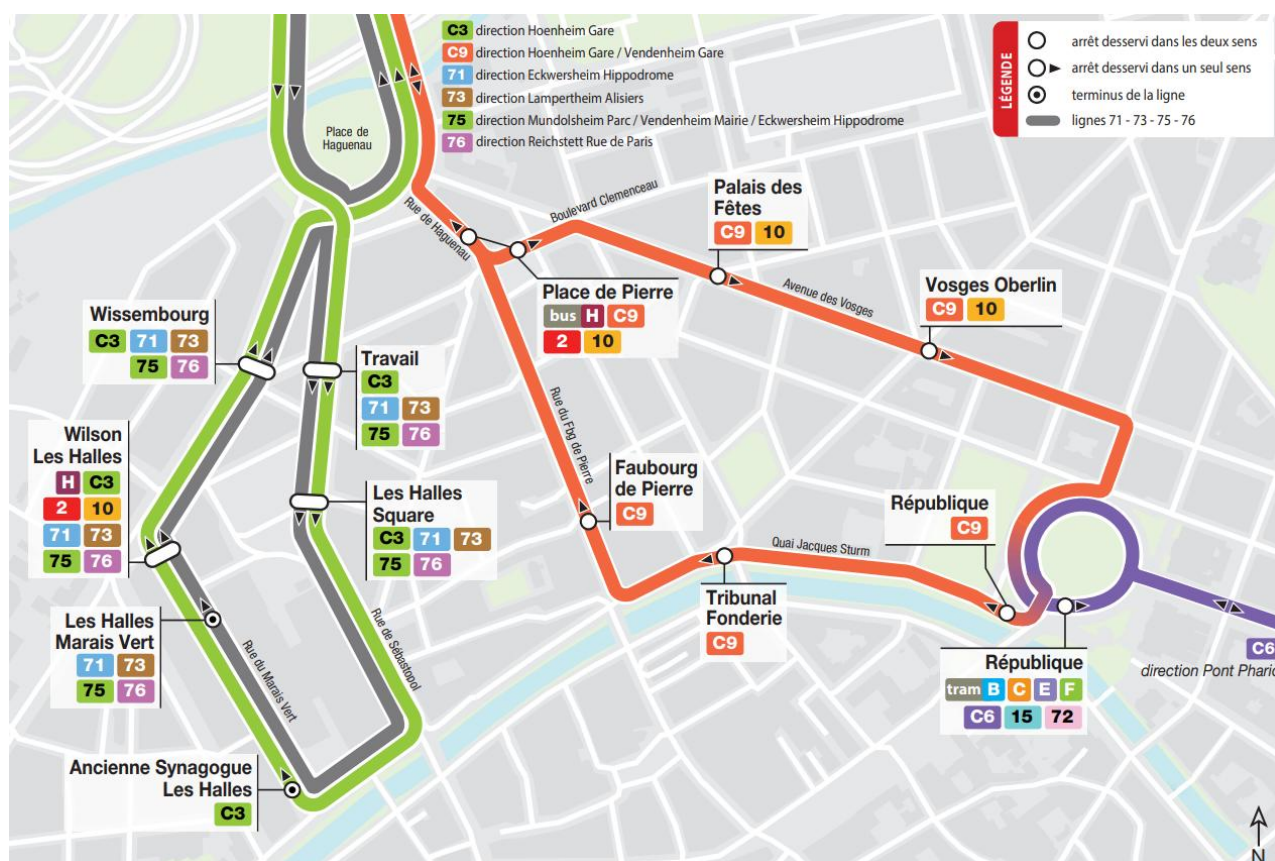 C3 direction Hoenheim Gare
C9 direction Hoenheim Gare / Vendenheim Gare
71 direction Eckwersheim Hippodrome
73 direction Lampertheim Alisiers
75 direction Mundolsheim Parc / Vendenheim Mairie / Eckwersheim Hippodrome
76 direction Reichstett Rue de Paris
LÉGENDE
arrêt desservi dans les deux sens
arrêt desservi dans un seul sens
terminus de la ligne
lignes 71 - 73 - 75 - 76
Place de
Haguenau
Rue de Haguenau
Boulevard Clemenceau
Palais des
Fêtes
C9 10
Avenue des Vosges
Vosges Oberlin
C9 10
Place de Pierre
bus H C9
2 10
Wissembourg
C3 71 73
75 76
Travail
C3
71 73
75 76
Rue du Fbg de Pierre
Wilson
Les Halles
H C3
2 10
71 73
75 76
Les Halles
Square
C3 71 73
75 76
Faubourg
de Pierre
C9
République
C9
Quai Jacques Sturm
Tribunal
Fonderie
C9
Les Halles
Marais Vert
71 73
75 76
Rue du Marais Vert
Rue de Sébastopol
République
tram B C E F
C6 15 72
C6
direction Pont Phario
Ancienne Synagogue
Les Halles
C3
N